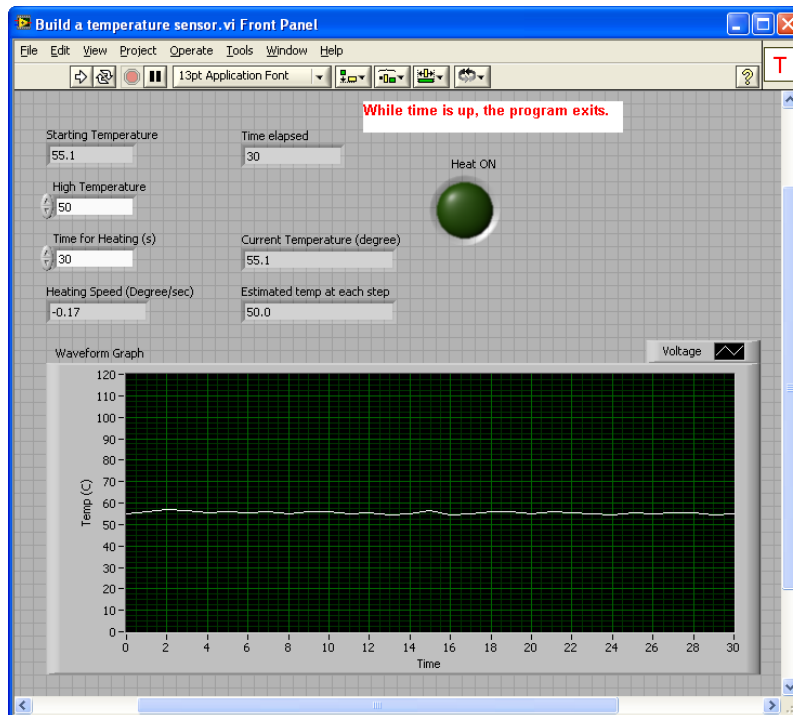 Build a temperature sensor.vi Front Panel
File Edit View Project Operate Tools Window Help
13pt Application Font
?
T
While time is up, the program exits.
Starting Temperature
55.1
Time elapsed
30
Heat ON
High Temperature
50
Time for Heating (s)
30
Current Temperature (degree)
55.1
Heating Speed (Degree/sec)
-0.17
Estimated temp at each step
50.0
Waveform Graph
Voltage
120
110
100
90
80
70
60
50
40
30
20
10
0
Temp (C)
0 2 4 6 8 10 12 14 16 18 20 22 24 26 28 30
Time